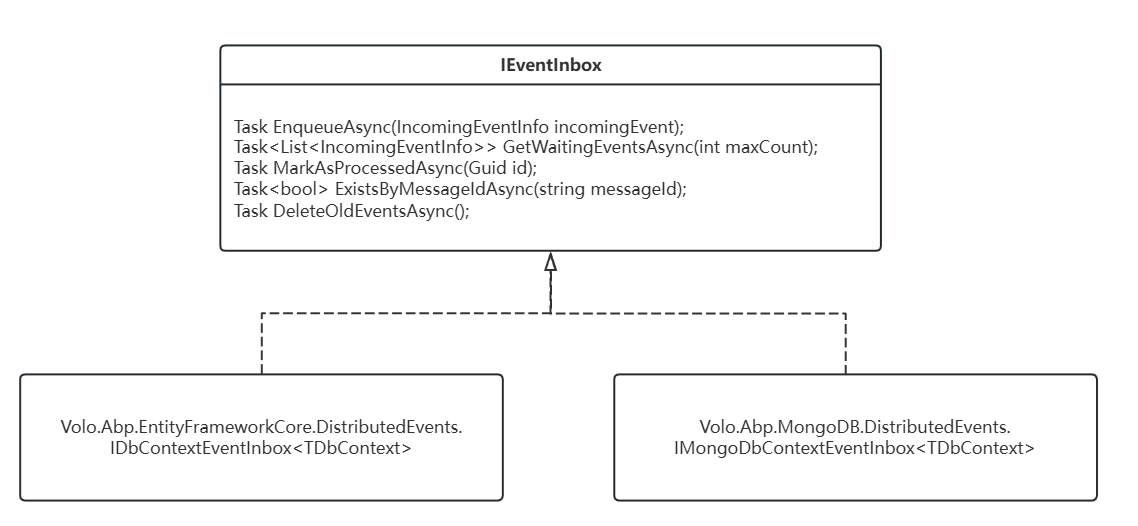 IEventInbox
Task EnqueueAsync(IncomingEventInfo incomingEvent);
Task<List<IncomingEventInfo>> GetWaitingEventsAsync(int maxCount);
Task MarkAsProcessedAsync(Guid id);
Task<bool> ExistsByMessageIdAsync(string messageId);
Task DeleteOldEventsAsync();
Volo.Abp.EntityFrameworkCore.DistributedEvents.
IDbContextEventInbox<TDbContext>
Volo.Abp.MongoDB.DistributedEvents.
IMongoDbContextEventInbox<TDbContext>